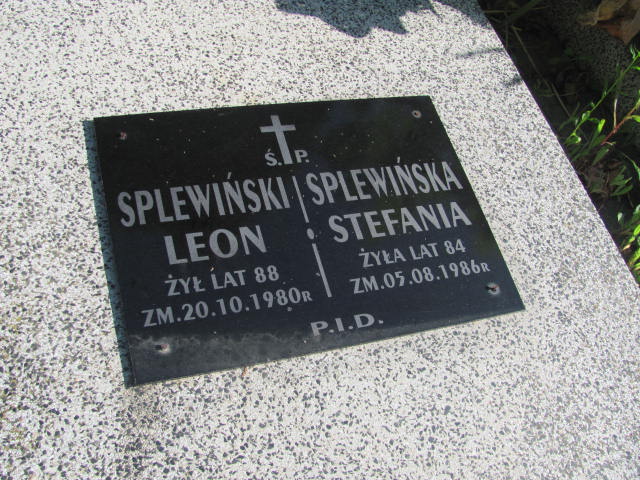 Ś. P.
SPLEWIŃSKI
LEON
ŻYŁ LAT 88
ZM.20.10.1980R
SPLEWIŃSKA
STEFANIA
ŻYŁA LAT 84
ZM.05.08.1986R
P.I.D.